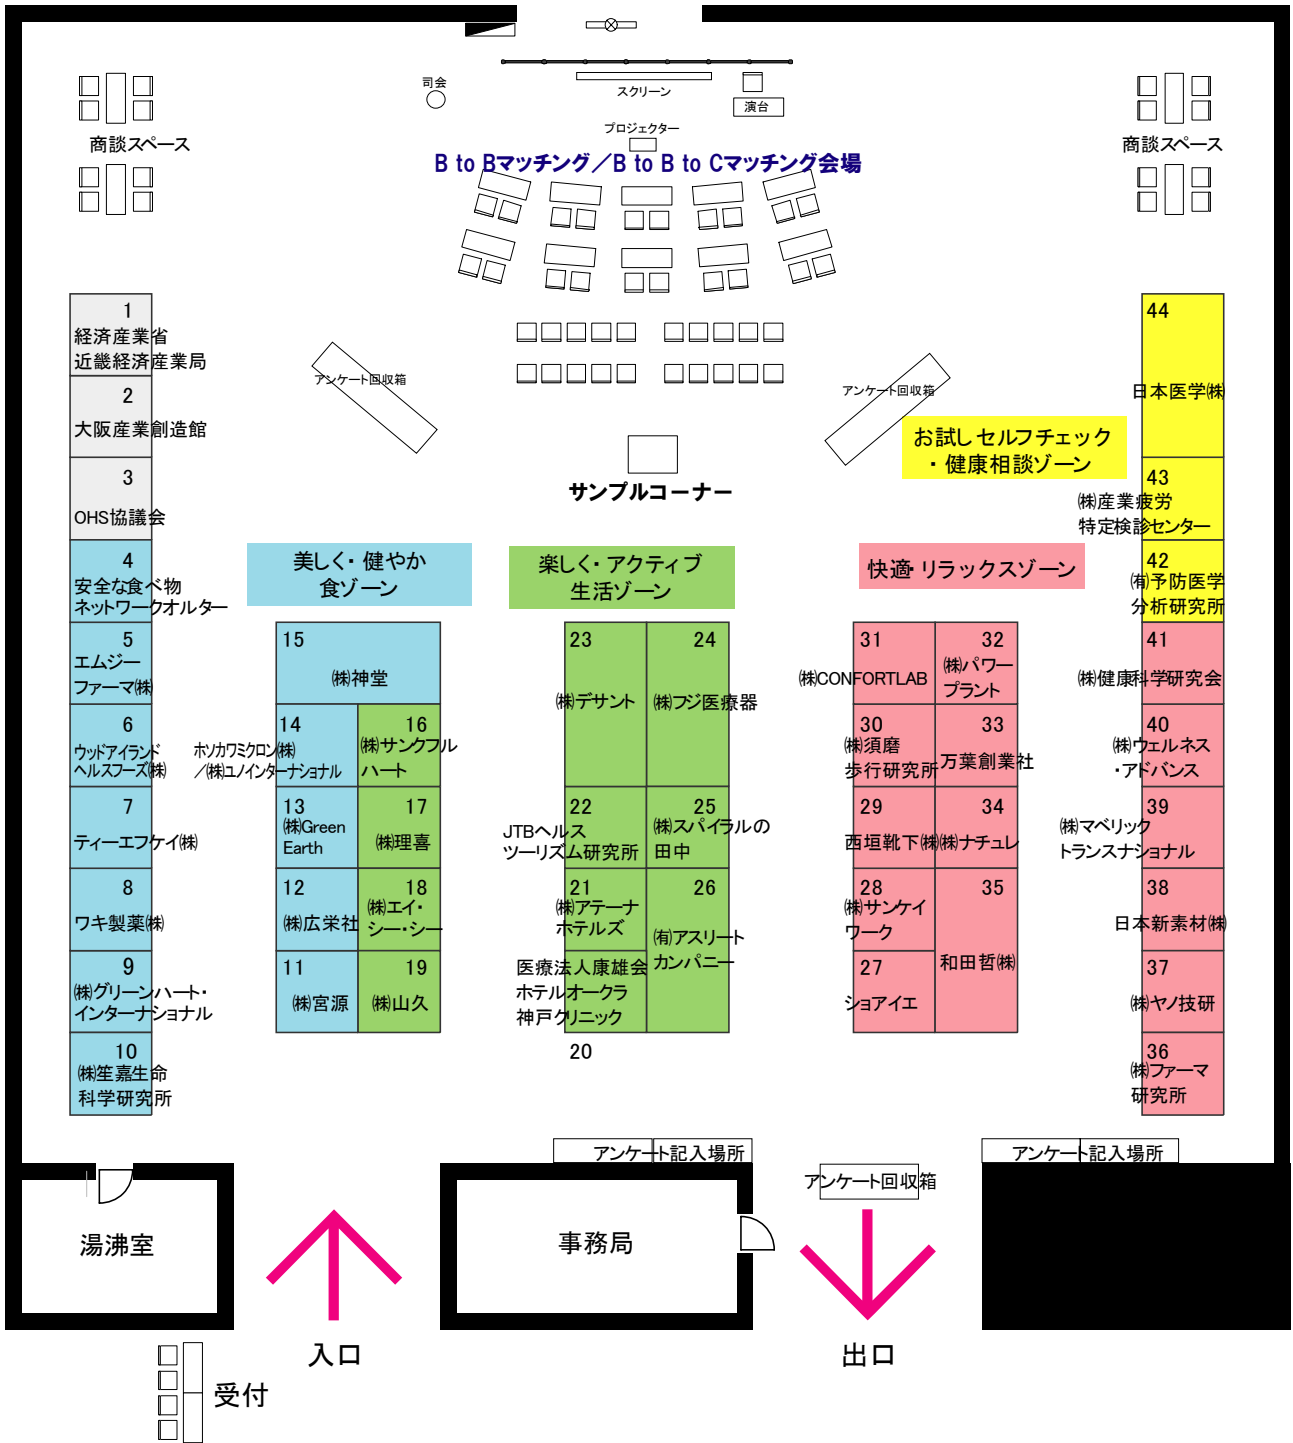 司会
スクリーン
演台
プロジェクター
B to Bマッチング／B to B to Cマッチング会場
商談スペース
商談スペース
アンケート回収箱
アンケート回収箱
サンプルコーナー
お試しセルフチェック
・健康相談ゾーン
美しく・健やか
食ゾーン
楽しく・アクティブ
生活ゾーン
快適・リラックスゾーン
1
経済産業省
近畿経済産業局
2
大阪産業創造館
3
OHS協議会
4
安全な食べ物
ネットワークオルター
5
エムジー
ファーマ㈱
6
ウッドアイランド
ヘルスフーズ㈱
7
ティーエフケイ㈱
8
ワキ製薬㈱
9
㈱グリーンハート・
インターナショナル
10
㈱笙嘉生命
科学研究所
15
㈱神堂
14
ホソカワミクロン㈱
／㈱ユノインターナショナル
13
㈱Green
Earth
12
㈱広栄社
11
㈱宮源
16
㈱サンクフル
ハート
17
㈱理喜
18
㈱エイ・
シー・シー
19
㈱山久
23
㈱デサント
22
JTBヘルス
ツーリズム研究所
21
㈱アテーナ
ホテルズ
医療法人康雄会
ホテルオークラ
神戸クリニック
20
24
㈱フジ医療器
25
㈱スパイラルの
田中
26
㈲アスリート
カンパニー
31
㈱CONFORTLAB
30
㈱須磨
歩行研究所
29
西垣靴下㈱
28
㈱サンケイ
ワーク
27
ショアイエ
32
㈱パワー
プラント
33
万葉創業社
34
㈱ナチュレ
35
和田哲㈱
44
日本医学㈱
43
㈱産業疲労
特定検診センター
42
㈲予防医学
分析研究所
41
㈱健康科学研究会
40
㈱ウェルネス
・アドバンス
39
㈱マベリック
トランスナショナル
38
日本新素材㈱
37
㈱ヤノ技研
36
㈱ファーマ
研究所
アンケート記入場所
アンケート記入場所
アンケート回収箱
湯沸室
事務局
入口
出口
受付